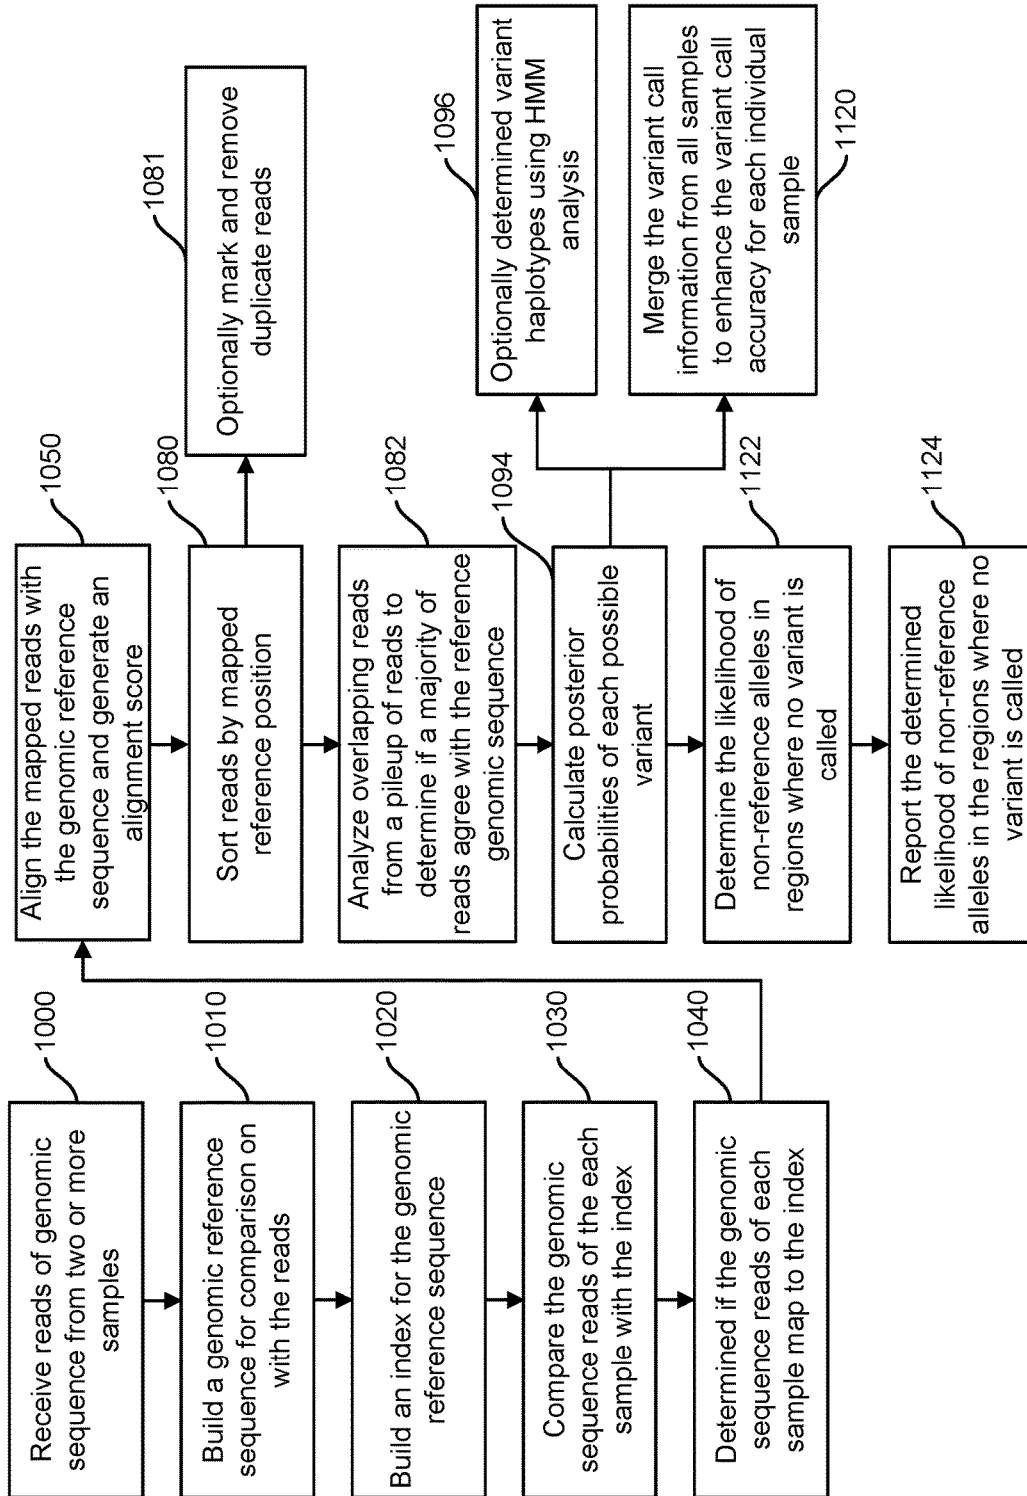 Receive reads of genomic
sequence from two or more
samples
1000
Build a genomic reference
sequence for comparison on
with the reads
1010
Build an index for the genomic
reference sequence
1020
Compare the genomic
sequence reads of the each
sample with the index
1030
Determined if the genomic
sequence reads of each
sample map to the index
1040
Align the mapped reads with
the genomic reference
sequence and generate an
alignment score
1050
Sort reads by mapped
reference position
1080
Optionally mark and remove
duplicate reads
1081
Analyze overlapping reads
from a pileup of reads to
determine if a majority of
reads agree with the reference
genomic sequence
1082
Calculate posterior
probabilities of each possible
variant
1094
Optionally determined variant
haplotypes using HMM
analysis
1096
Merge the variant call
information from all samples
to enhance the variant call
accuracy for each individual
sample
1120
Determine the likelihood of
non-reference alleles in
regions where no variant is
called
1122
Report the determined
likelihood of non-reference
alleles in the regions where no
variant is called
1124